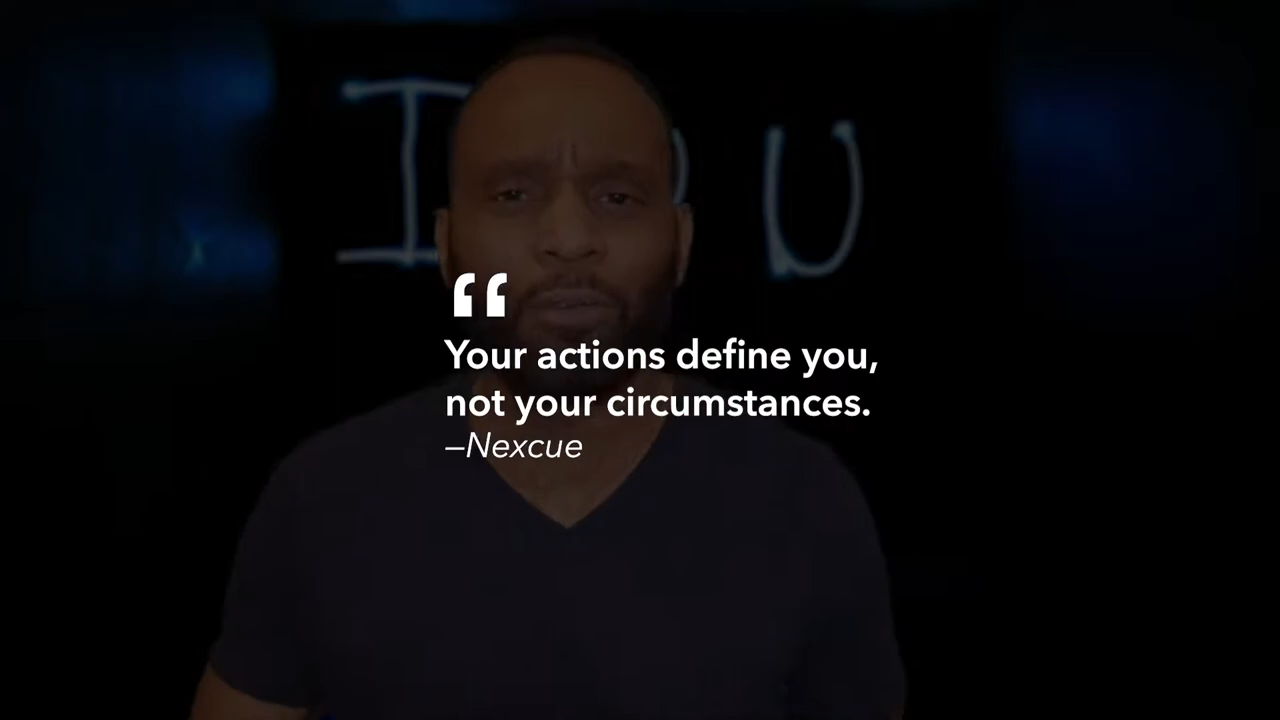 I U
“
Your actions define you,
not your circumstances.
–Nexcue